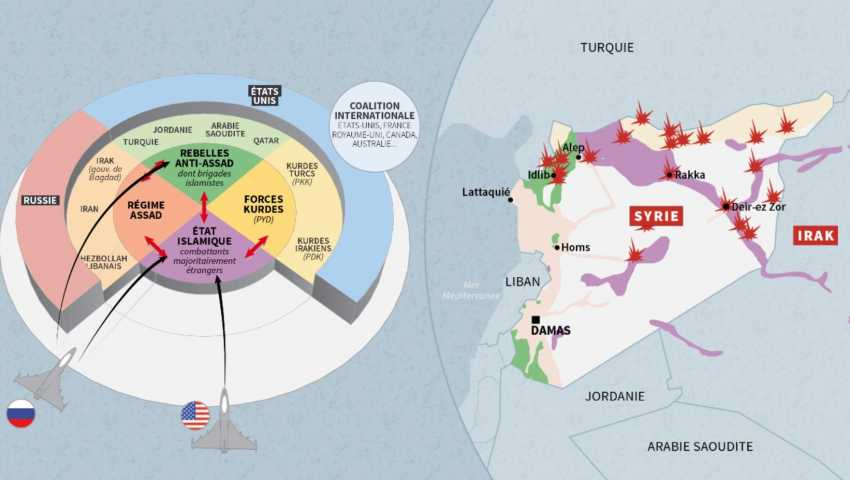 ÉTATS
UNIS
COALITION
INTERNATIONALE
ÉTATS-UNIS, FRANCE
ROYAUME-UNI, CANADA,
AUSTRALIE...
RUSSIE
TURQUIE
JORDANIE
ARABIE
SAOUDITE
QATAR
IRAK
(gouv. de
Bagdad)
IRAN
HEZBOLLAH
LIBANAIS
REBELLES
ANTI-ASSAD
dont brigades
islamistes
KURDES
TURCS
(PKK)
RÉGIME
ASSAD
FORCES
KURDES
(PYD)
ÉTAT
ISLAMIQUE
combattants
majoritairement
étrangers
KURDES
IRAKIENS
(PDK)
TURQUIE
Alep
Idlib
Rakka
Lattaquié
Deir-ez Zor
SYRIE
IRAK
Homs
LIBAN
Mer
Méditerranée
DAMAS
JORDANIE
ARABIE SAOUDITE